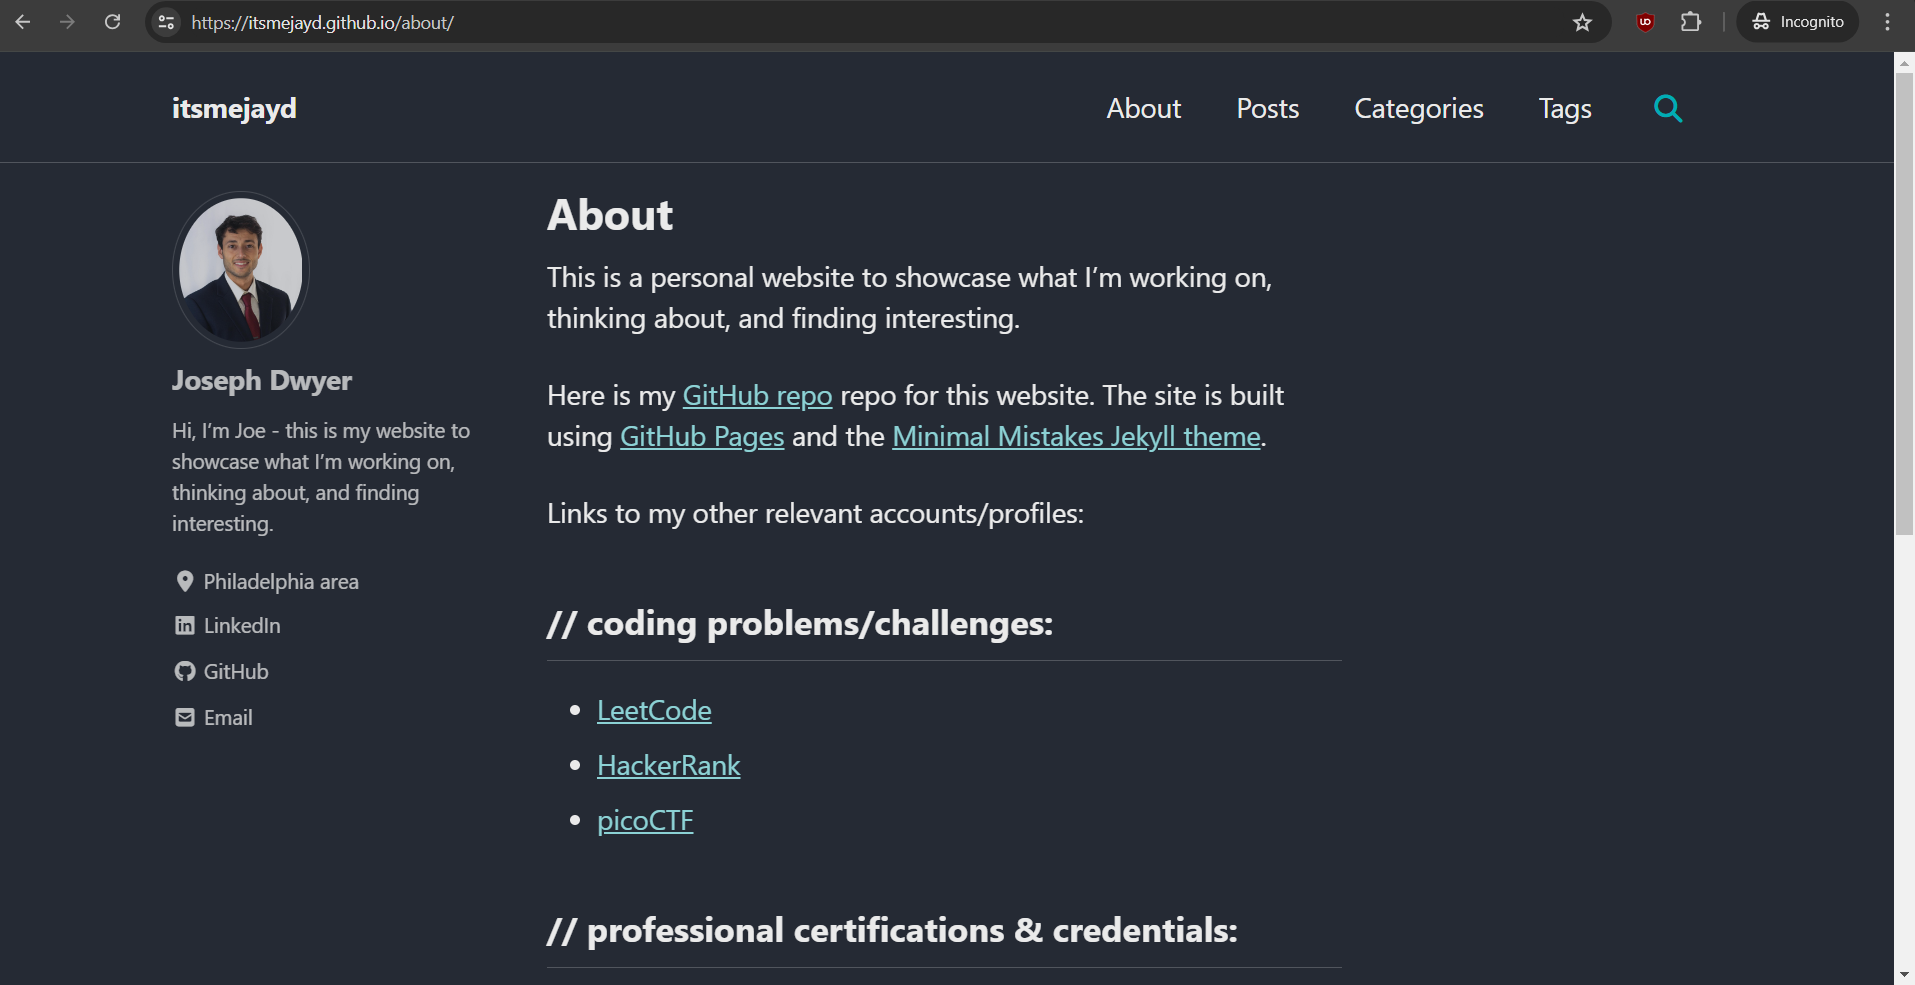 https://itsmejayd.github.io/about/
Incognito
itsmejayd
About
Posts
Categories
Tags
Joseph Dwyer
Hi, I’m Joe - this is my website to
showcase what I’m working on,
thinking about, and finding
interesting.
Philadelphia area
LinkedIn
GitHub
Email
About
This is a personal website to showcase what I’m working on,
thinking about, and finding interesting.
Here is my GitHub repo repo for this website. The site is built
using GitHub Pages and the Minimal Mistakes Jekyll theme.
Links to my other relevant accounts/profiles:
// coding problems/challenges:
LeetCode
HackerRank
picoCTF
// professional certifications & credentials: